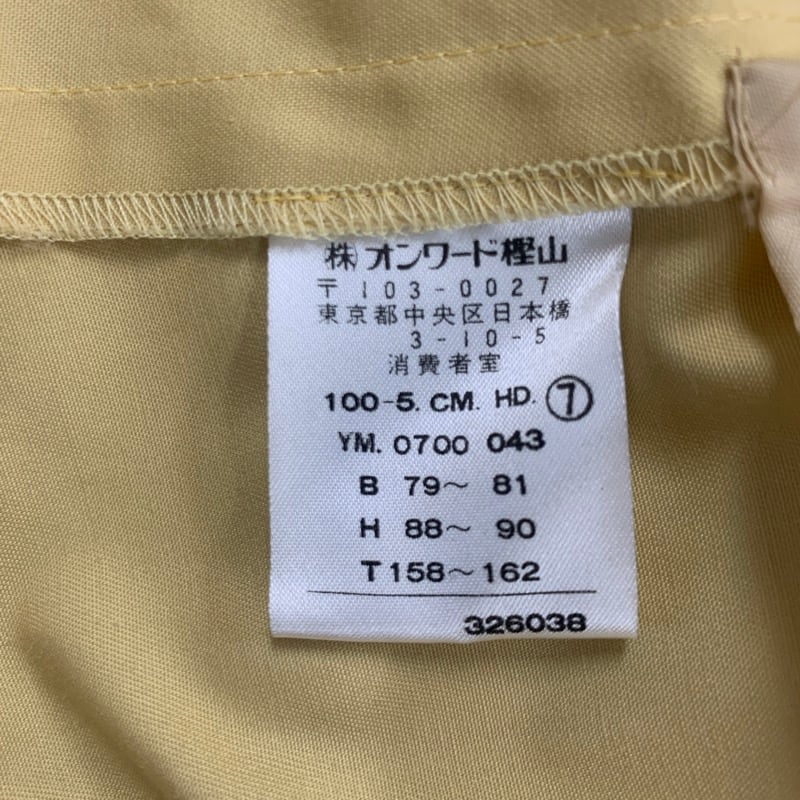 ㈱オンワード樫山
〒103-0027
東京都中央区日本橋
3-10-5
消費者室
100-5. CM. HD. ⑦
YM. 0700 043
B 79～ 81
H 88～ 90
T 158～162
326038